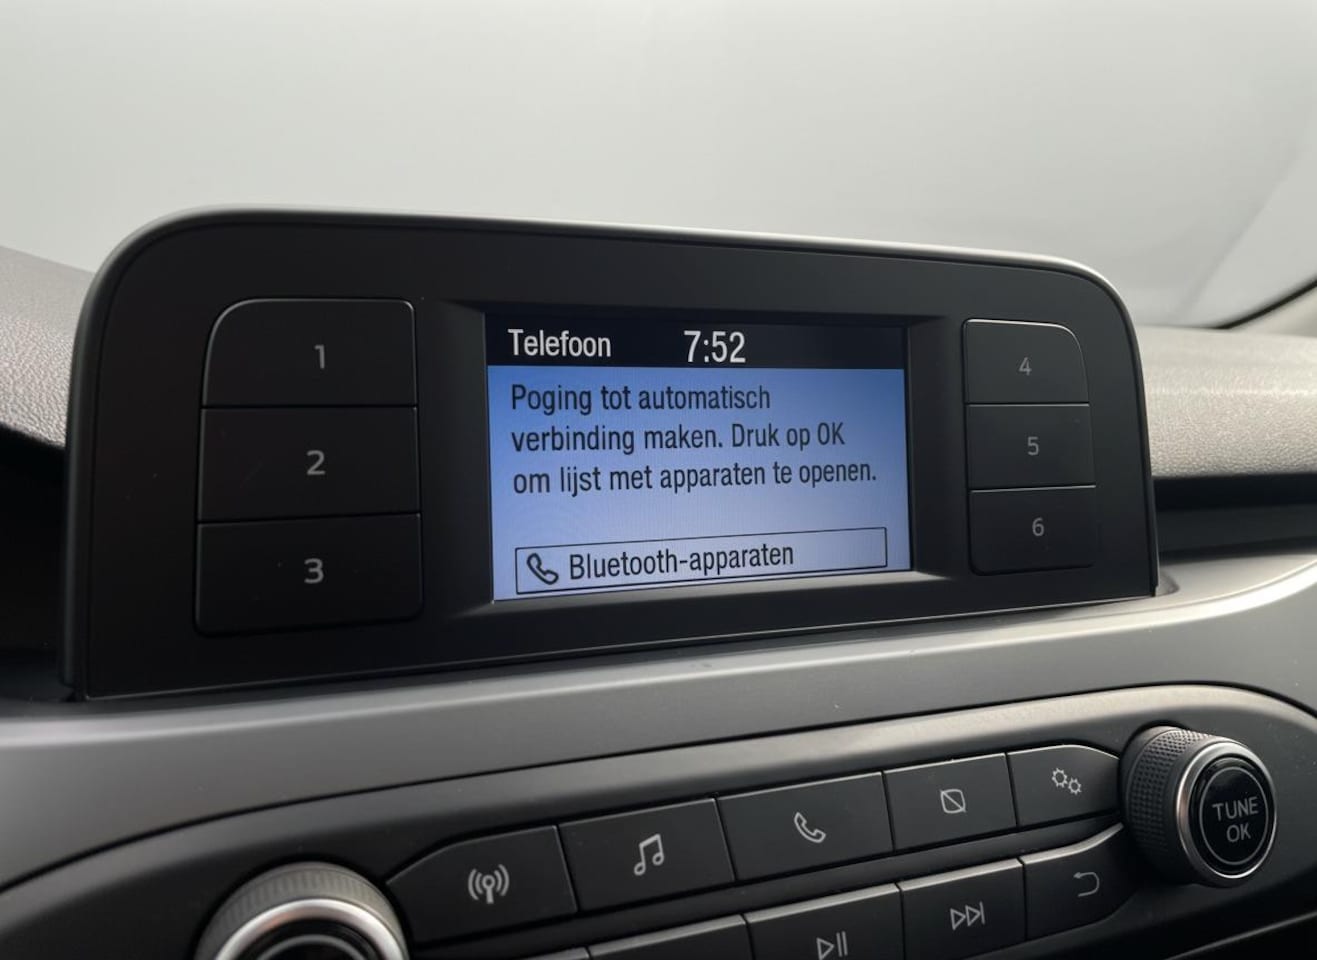 Telefoon 7:52
Poging tot automatisch
verbinding maken. Druk op OK
om lijst met apparaten te openen.
Bluetooth-apparaten
1
2
3
4
5
6
TUNE
OK